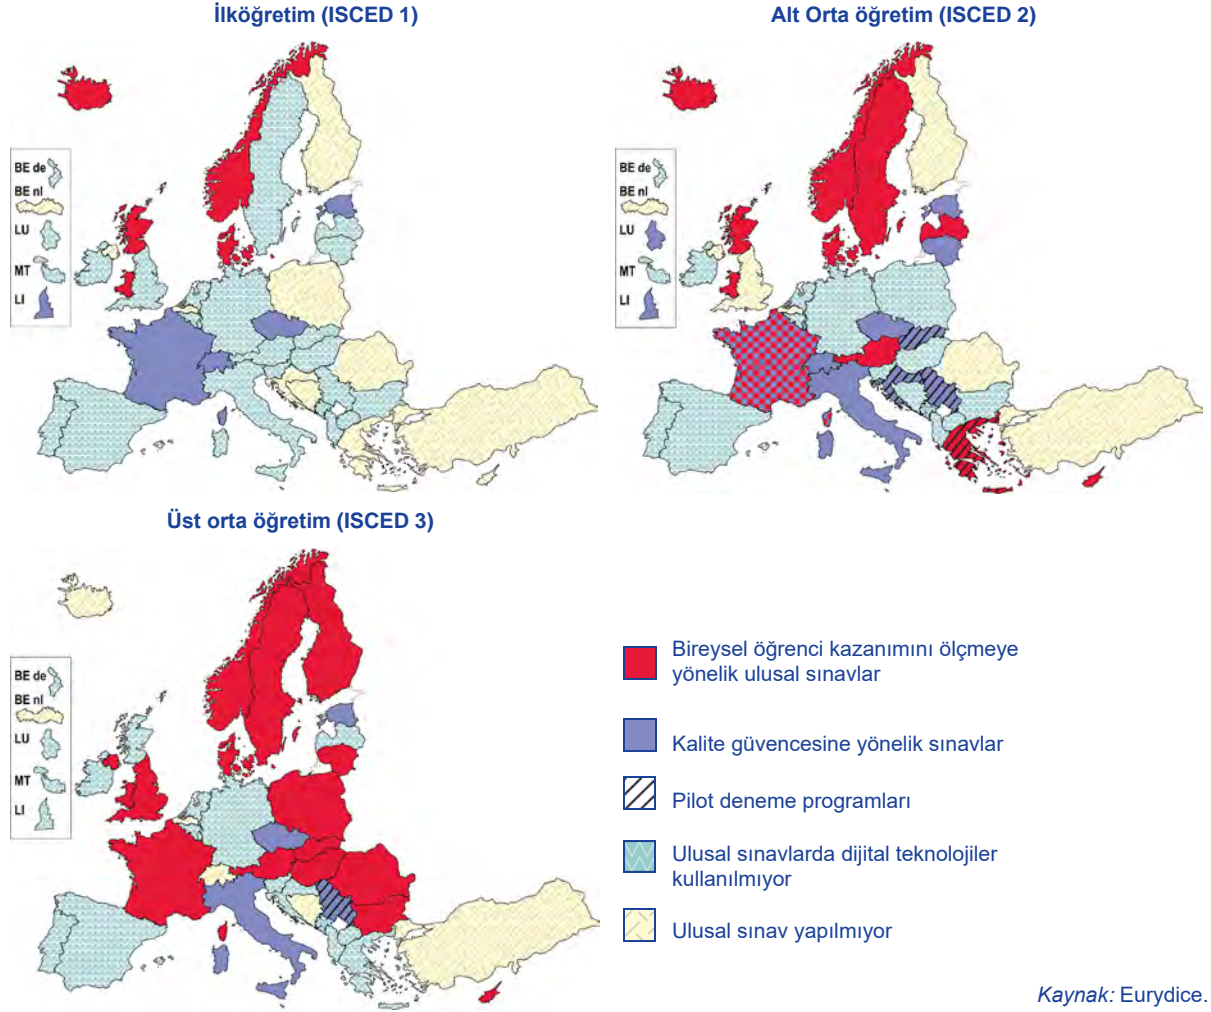 İlköğretim (ISCED 1)
Alt Orta öğretim (ISCED 2)
BE de
BE nl
LU
MT
LI
BE de
BE nl
LU
MT
LI
Üst orta öğretim (ISCED 3)
BE de
BE nl
LU
MT
LI
Bireysel öğrenci kazanımını ölçmeye
yönelik ulusal sınavlar
Kalite güvencesine yönelik sınavlar
Pilot deneme programları
Ulusal sınavlarda dijital teknolojiler
kullanılmıyor
Ulusal sınav yapılmıyor
Kaynak: Eurydice.